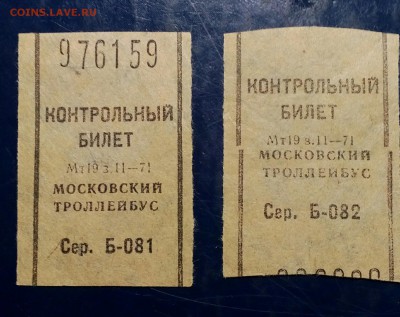 COINS.LAVE.RU
976159
КОНТРОЛЬНЫЙ
БИЛЕТ
Мт19 з.11—71
МОСКОВСКИЙ
ТРОЛЛЕЙБУС
Сер. Б-081
КОНТРОЛЬНЫЙ
БИЛЕТ
Мт19 з.11—71
МОСКОВСКИЙ
ТРОЛЛЕЙБУС
Сер. Б-082